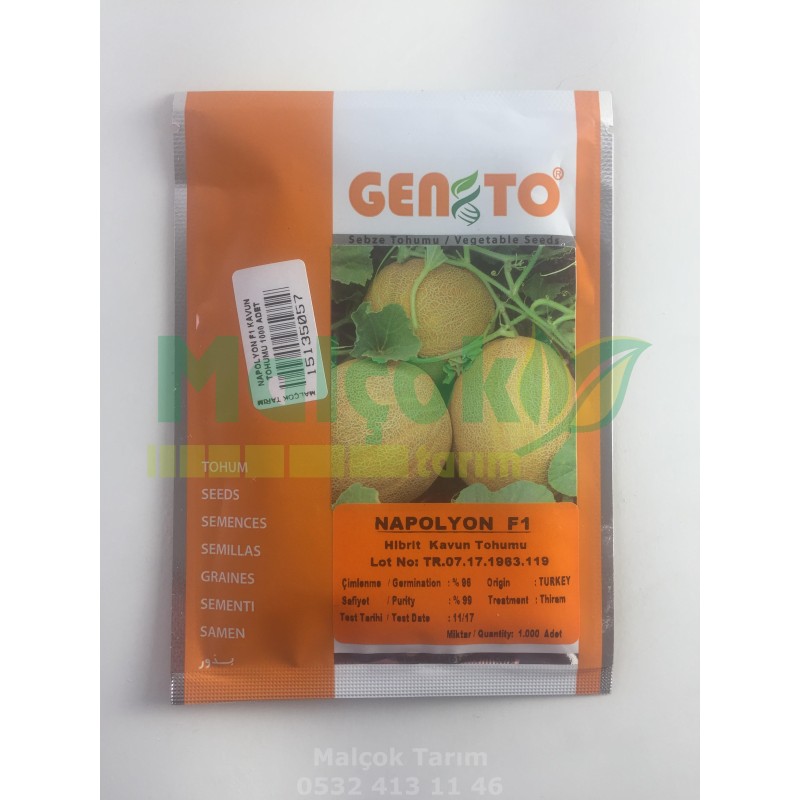 GENTO®
Sebze Tohumu / Vegetable Seeds
NAPOLYON F1 KAVUN
TOHUMU 1000 ADET
15135057
MALÇOK TARIM
Malçok
tarım
TOHUM
SEEDS
SEMENCES
SEMILLAS
GRAINES
SEMENTI
SAMEN
بذور
NAPOLYON F1
Hibrit Kavun Tohumu
Lot No: TR.07.17.1963.119
Çimlenme / Germination : % 96 Origin : TURKEY
Safiyet / Purity : % 99 Treatment : Thiram
Test Tarihi / Test Date : 11/17
Miktar / Quantity: 1.000 Adet
Malçok Tarım
0532 413 11 46